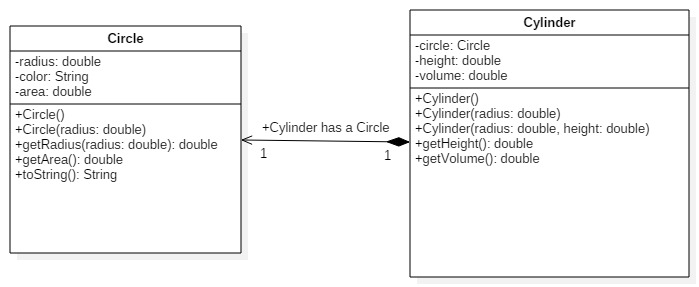 Circle
-radius: double
-color: String
-area: double
+Circle()
+Circle(radius: double)
+getRadius(radius: double): double
+getArea(): double
+toString(): String
+Cylinder has a Circle
1
1
Cylinder
-circle: Circle
-height: double
-volume: double
+Cylinder()
+Cylinder(radius: double)
+Cylinder(radius: double, height: double)
+getHeight(): double
+getVolume(): double